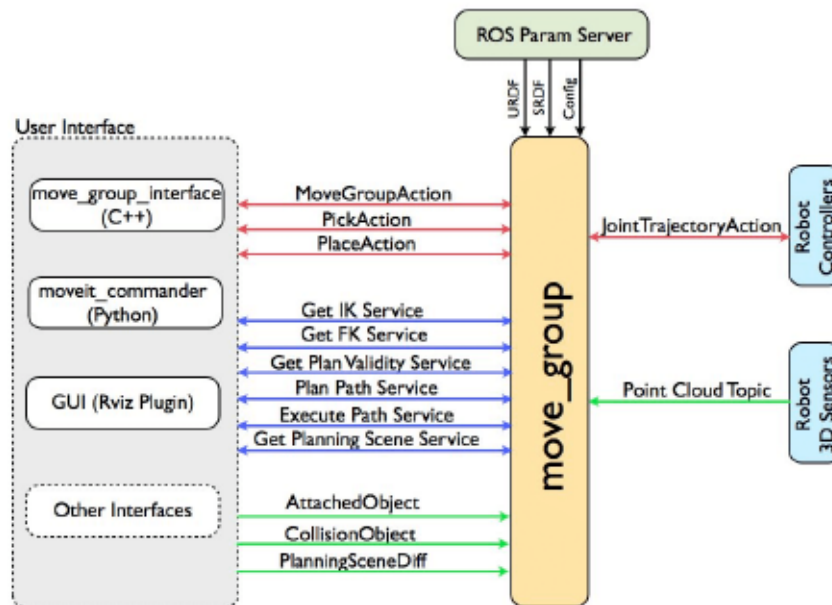 ROS Param Server
URDF
SRDF
Config
User Interface
move_group_interface
(C++)
moveit_commander
(Python)
GUI (Rviz Plugin)
Other Interfaces
MoveGroupAction
PickAction
PlaceAction
Get IK Service
Get FK Service
Get Plan Validity Service
Plan Path Service
Execute Path Service
Get Planning Scene Service
AttachedObject
CollisionObject
PlanningSceneDiff
move_group
JointTrajectoryAction
Robot
Controllers
Point Cloud Topic
Robot
3D Sensors